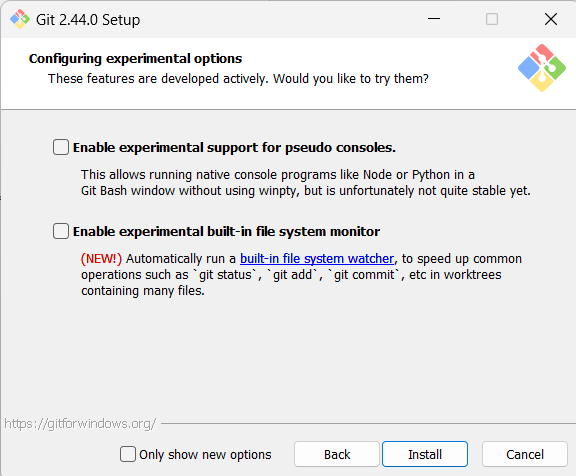 Git 2.44.0 Setup
Configuring experimental options
These features are developed actively. Would you like to try them?
Enable experimental support for pseudo consoles.
This allows running native console programs like Node or Python in a
Git Bash window without using winpty, but is unfortunately not quite stable yet.
Enable experimental built-in file system monitor
(NEW!) Automatically run a built-in file system watcher, to speed up common
operations such as `git status`, `git add`, `git commit`, etc in worktrees
containing many files.
https://gitforwindows.org/
Only show new options
Back
Install
Cancel